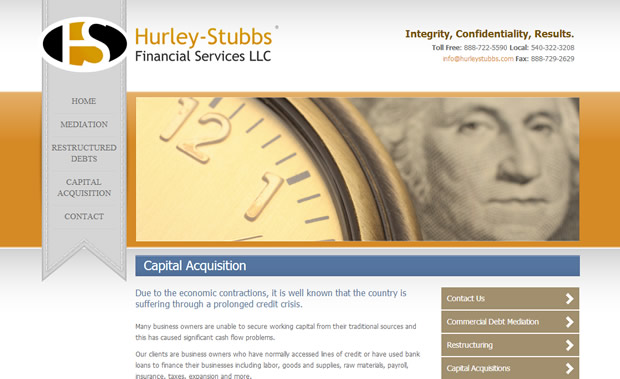 HS
Hurley-Stubbs®
Financial Services LLC
Integrity, Confidentiality, Results.
Toll Free: 888-722-5590 Local: 540-322-3208
info@hurleystubbs.com Fax: 888-729-2629
HOME
MEDIATION
RESTRUCTURED
DEBTS
CAPITAL
ACQUISITION
CONTACT
12
1
2
Capital Acquisition
Due to the economic contractions, it is well known that the country is
suffering through a prolonged credit crisis.
Many business owners are unable to secure working capital from their traditional sources and
this has caused significant cash flow problems.
Our clients are business owners who have normally accessed lines of credit or have used bank
loans to finance their businesses including labor, goods and supplies, raw materials, payroll,
insurance, taxes, expansion and more.
Contact Us
Commercial Debt Mediation
Restructuring
Capital Acquisitions